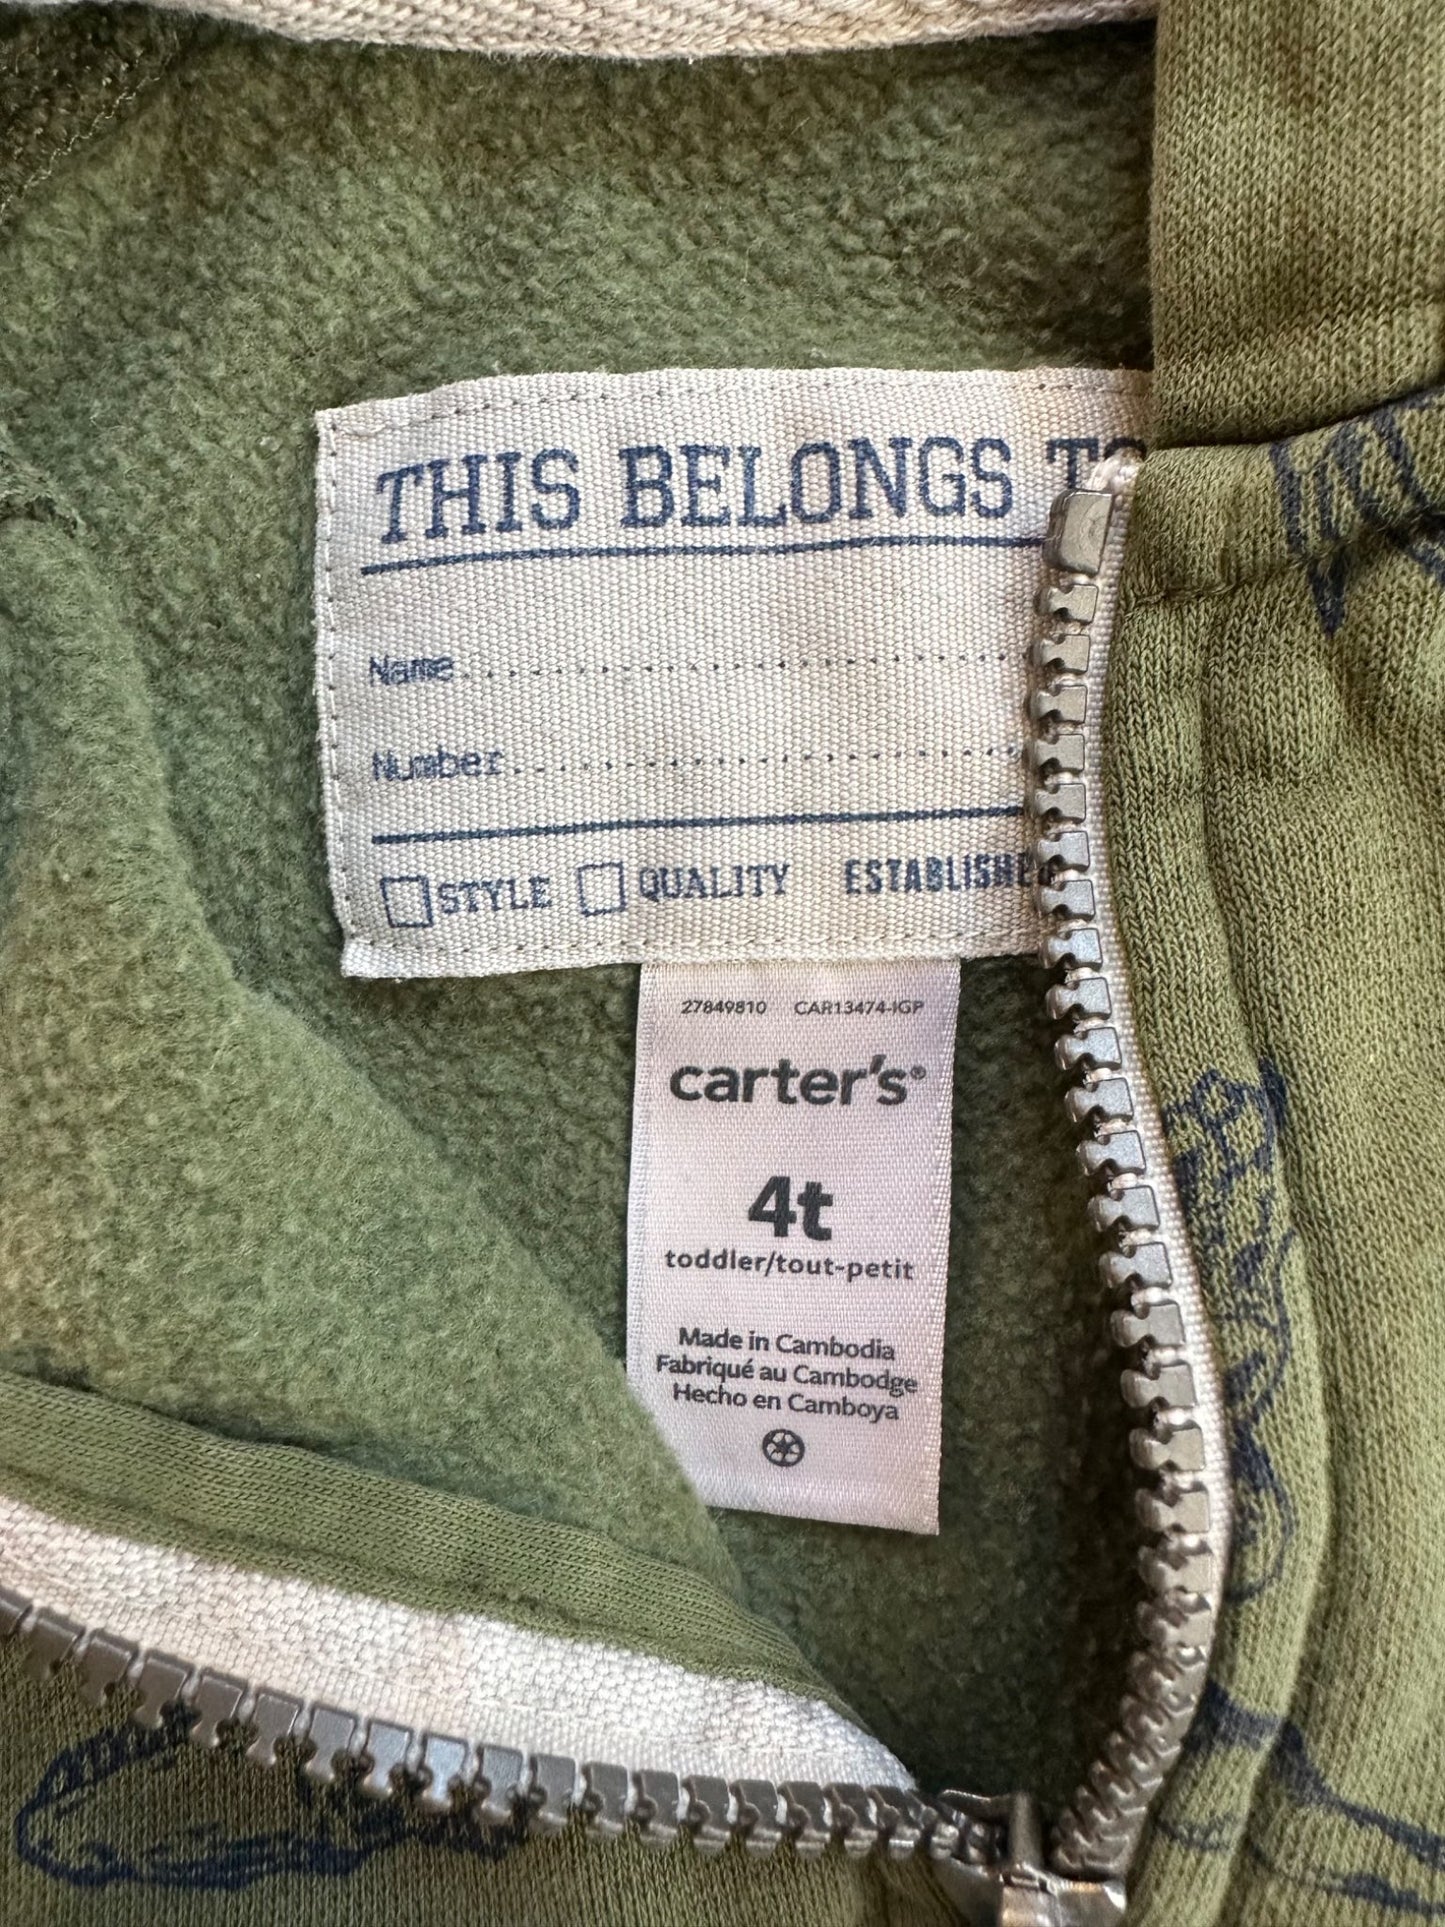 THIS BELONGS
Name
Number
STYLE QUALITY
27849810 CAR13474-IGP
carter's®
4t
toddler/tout-petit
Made in Cambodia
Fabriqué au Cambodge
Hecho en Camboya